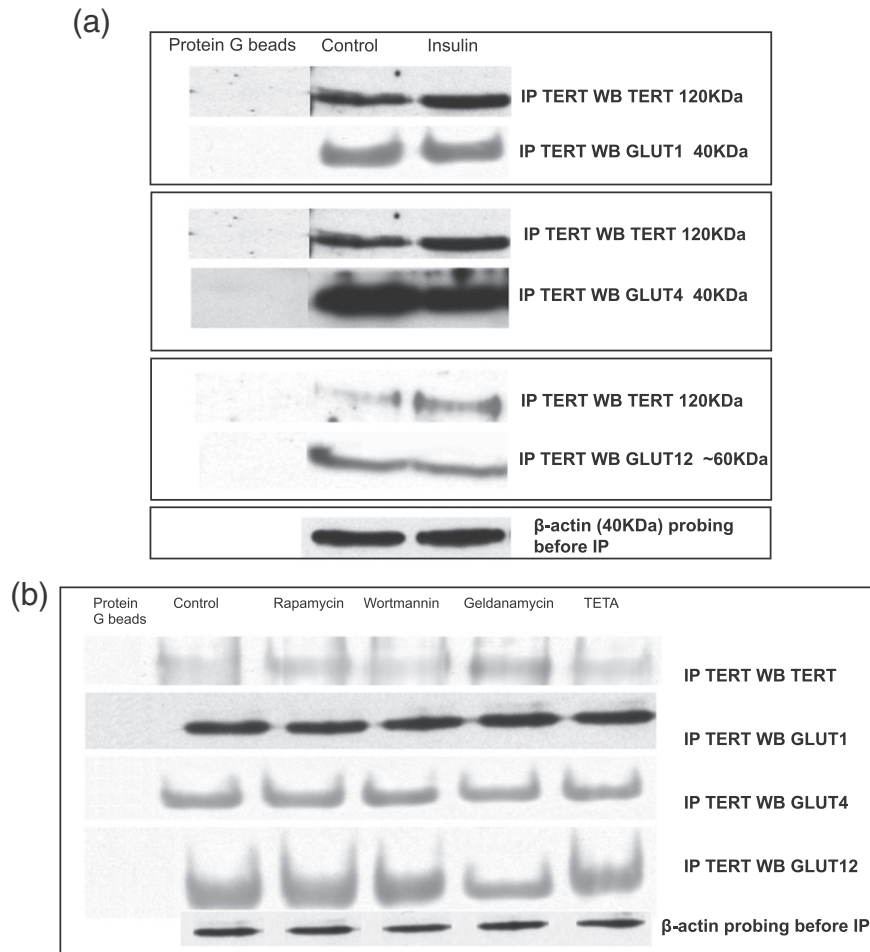 (a)
Protein G beads Control Insulin
IP TERT WB TERT 120KDa
IP TERT WB GLUT1 40KDa
IP TERT WB TERT 120KDa
IP TERT WB GLUT4 40KDa
IP TERT WB TERT 120KDa
IP TERT WB GLUT12 ~60KDa
β-actin (40KDa) probing
before IP
(b)
Protein Control Rapamycin Wortmannin Geldanamycin TETA
G beads
IP TERT WB TERT
IP TERT WB GLUT1
IP TERT WB GLUT4
IP TERT WB GLUT12
β-actin probing before IP